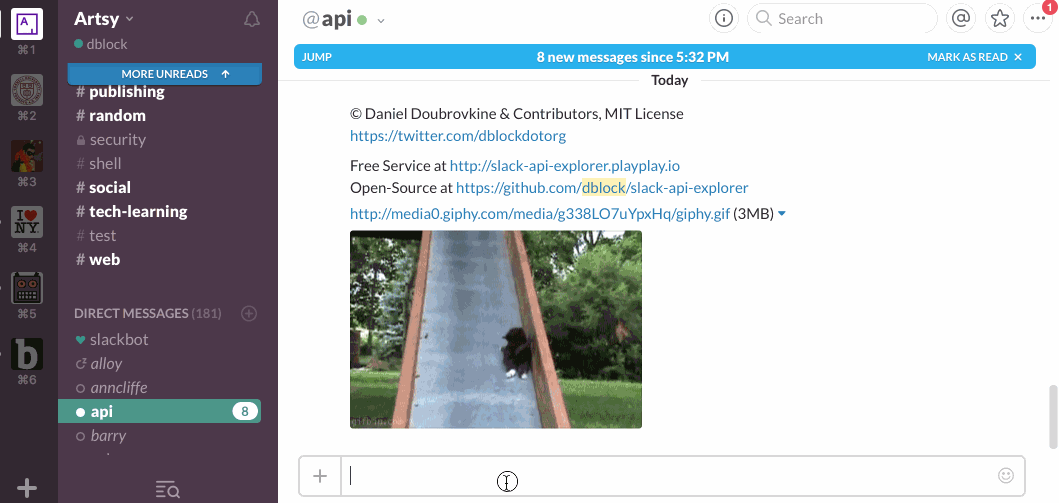 A
⌘1
⌘2
⌘3
I ♥ NY
⌘4
⌘5
b
⌘6
Artsy
dblock
MORE UNREADS ↑
# publishing
# random
security
# shell
# social
# tech-learning
# test
# web
DIRECT MESSAGES (181)
slackbot
alloy
anncliffe
api 8
barry
@api
Search
@
1
JUMP 8 new messages since 5:32 PM MARK AS READ ×
Today
© Daniel Doubrovkine & Contributors, MIT License
https://twitter.com/dblockdotorg
Free Service at http://slack-api-explorer.playplay.io
Open-Source at https://github.com/dblock/slack-api-explorer
http://media0.giphy.com/media/g338LO7uYpxHq/giphy.gif (3MB)